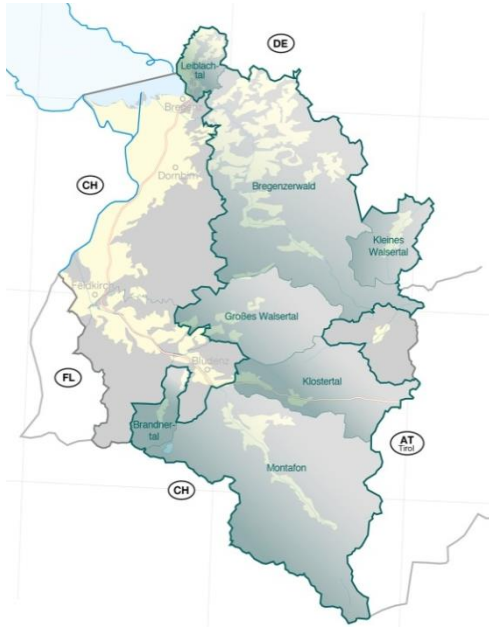 DE
Leiblach-
tal
Brege
CH
Dornbirn
Bregenzerwald
Kleines
Walsertal
Feldkirch
Großes Walsertal
FL
Bludenz
Klostertal
Brandner-
tal
AT
Tirol
Montafon
CH